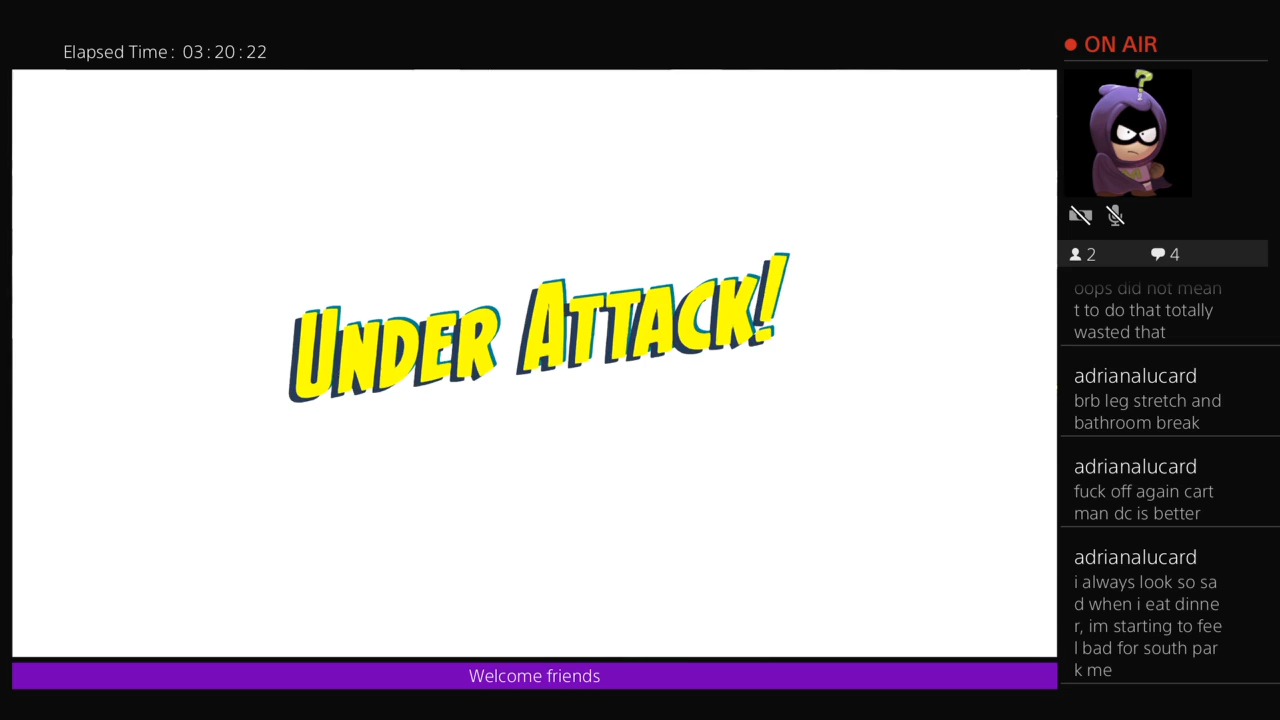 Elapsed Time: 03:20:22
ON AIR
?
2
4
oops did not mean
t to do that totally
wasted that
UNDER ATTACK!
adrianalucard
brb leg stretch and
bathroom break
adrianalucard
fuck off again cart
man dc is better
adrianalucard
i always look so sa
d when i eat dinne
r, im starting to fee
l bad for south par
k me
Welcome friends